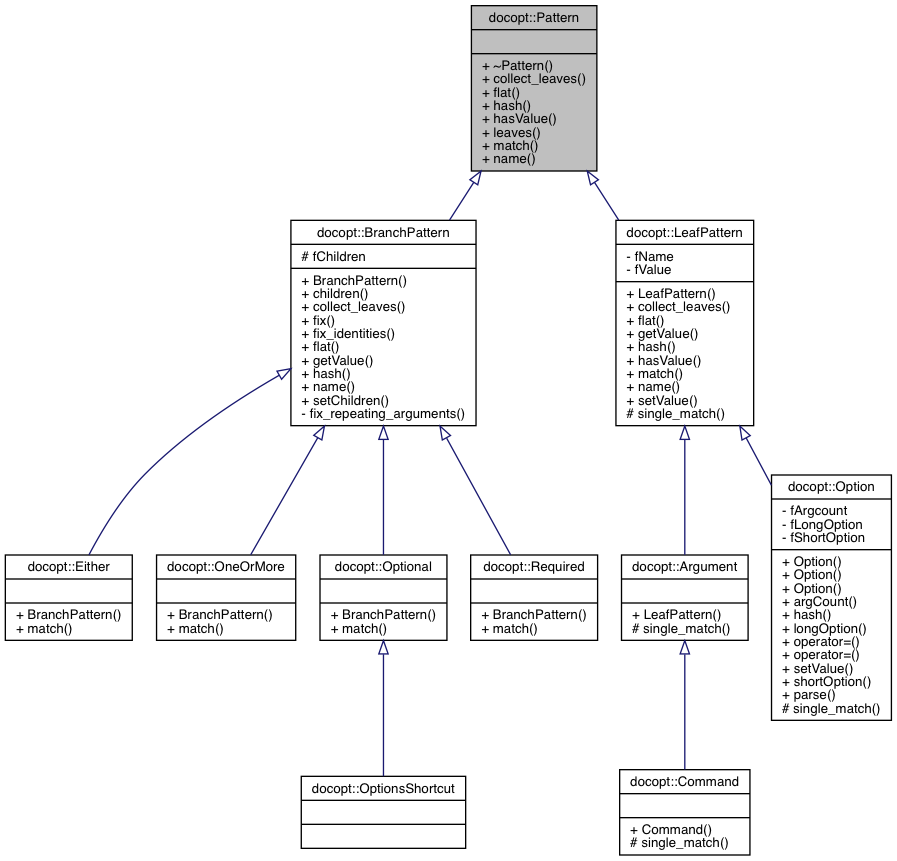 docopt::Pattern
+ ~Pattern()
+ collect_leaves()
+ flat()
+ hash()
+ hasValue()
+ leaves()
+ match()
+ name()
docopt::BranchPattern
# fChildren
+ BranchPattern()
+ children()
+ collect_leaves()
+ fix()
+ fix_identities()
+ flat()
+ getValue()
+ hash()
+ name()
+ setChildren()
- fix_repeating_arguments()
docopt::LeafPattern
- fName
- fValue
+ LeafPattern()
+ collect_leaves()
+ flat()
+ getValue()
+ hash()
+ hasValue()
+ match()
+ name()
+ setValue()
# single_match()
docopt::Either
+ BranchPattern()
+ match()
docopt::OneOrMore
+ BranchPattern()
+ match()
docopt::Optional
+ BranchPattern()
+ match()
docopt::Required
+ BranchPattern()
+ match()
docopt::Argument
+ LeafPattern()
# single_match()
docopt::Option
- fArgcount
- fLongOption
- fShortOption
+ Option()
+ Option()
+ Option()
+ argCount()
+ hash()
+ longOption()
+ operator=()
+ operator=()
+ setValue()
+ shortOption()
+ parse()
# single_match()
docopt::OptionsShortcut
docopt::Command
+ Command()
# single_match()